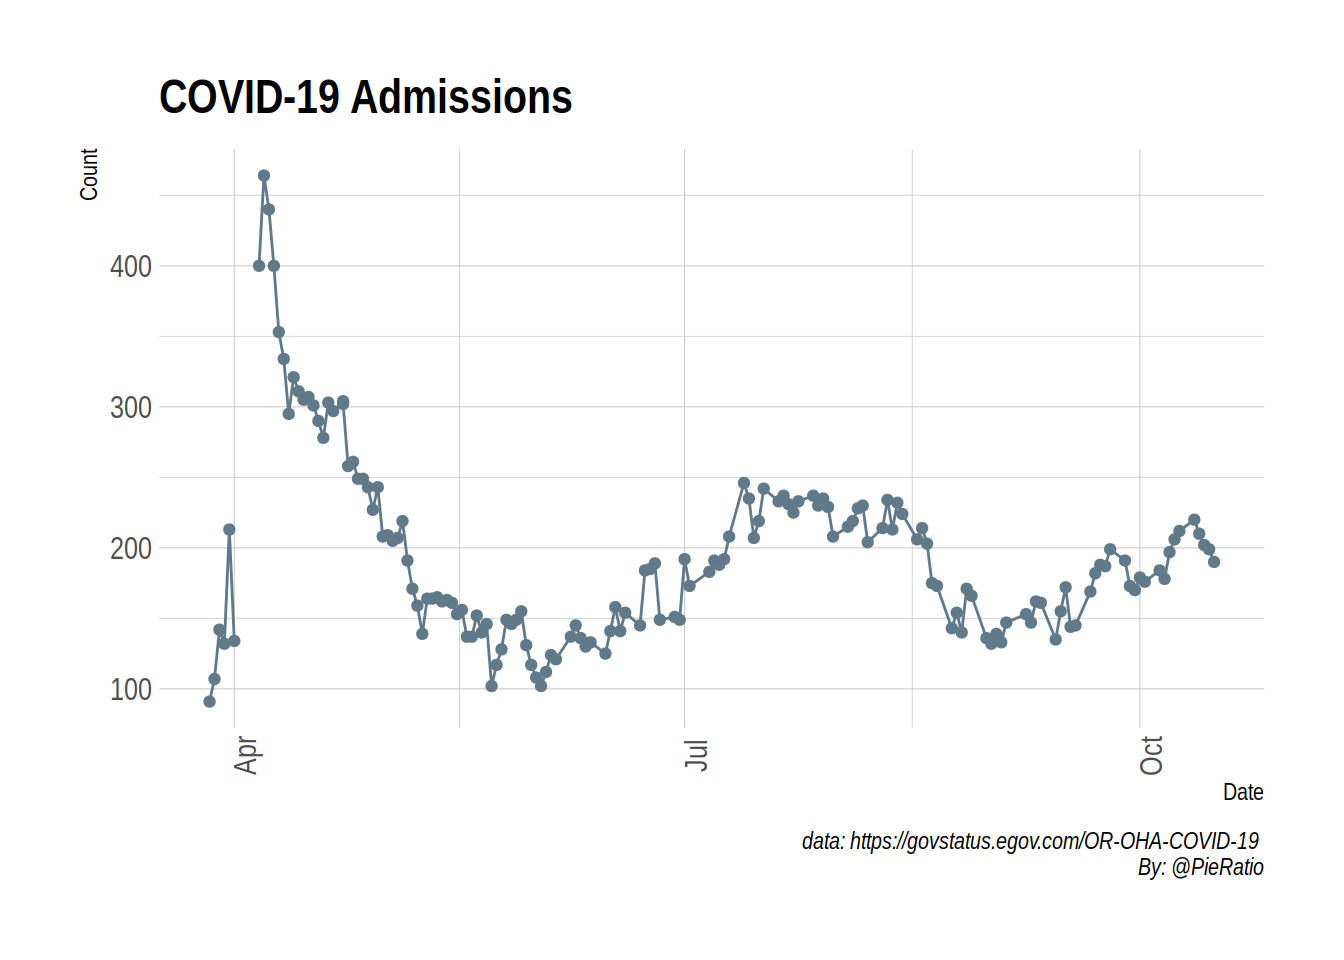 COVID-19 Admissions
Count
400
300
200
100
Apr
Jul
Oct
Date
data: https://govstatus.egov.com/OR-OHA-COVID-19
By: @PieRatio